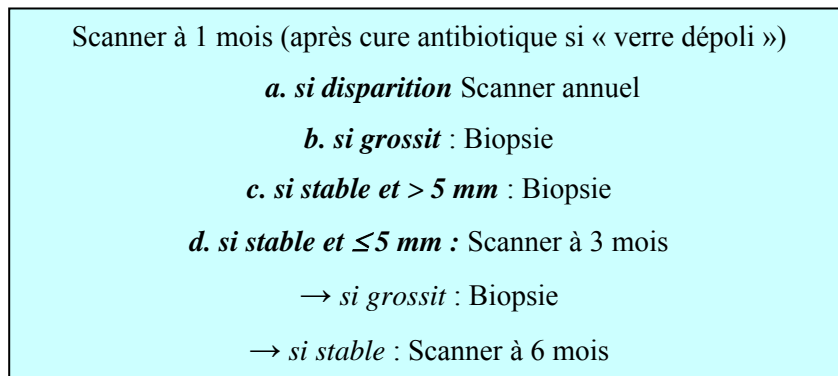 Scanner à 1 mois (après cure antibiotique si « verre dépoli »)
a. si disparition Scanner annuel
b. si grossit : Biopsie
c. si stable et > 5 mm : Biopsie
d. si stable et ≤5 mm : Scanner à 3 mois
→ si grossit : Biopsie
→ si stable : Scanner à 6 mois